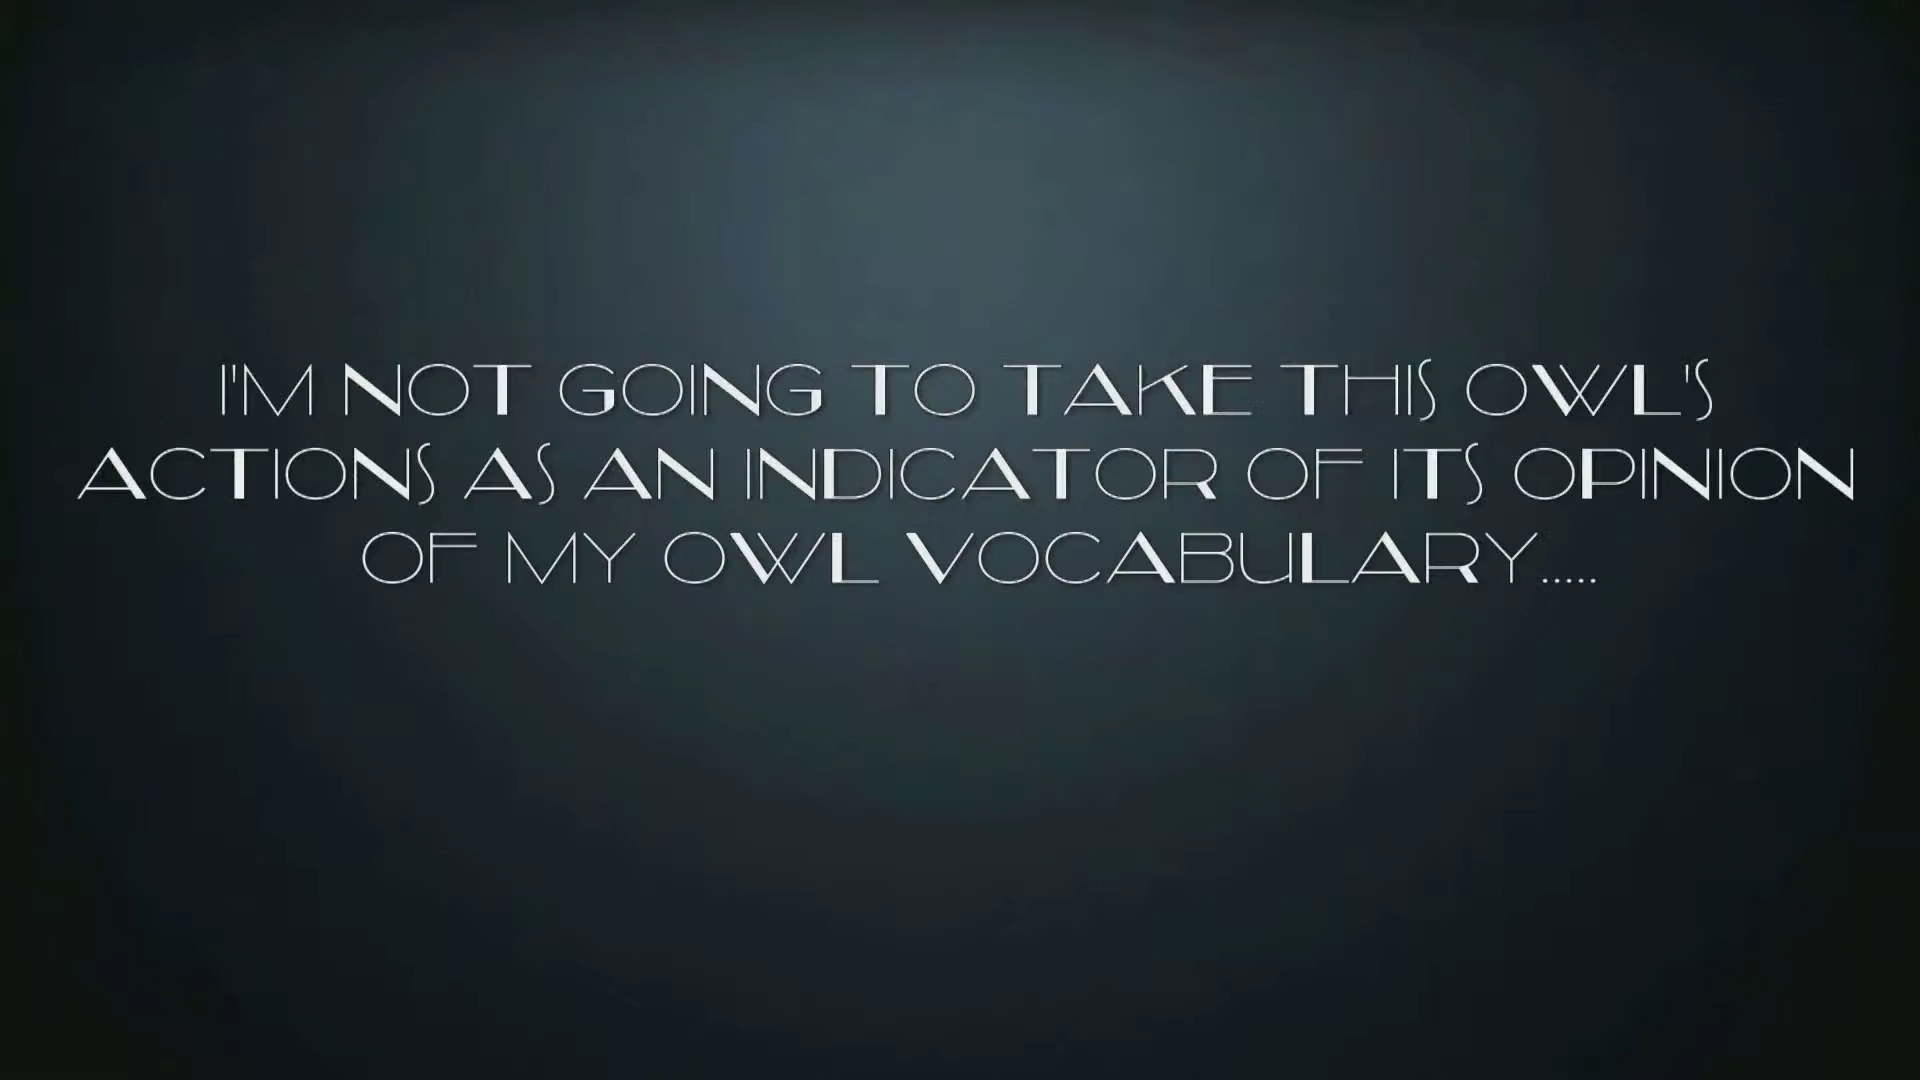 I'M NOT GOING TO TAKE THIS OWL'S
ACTIONS AS AN INDICATOR OF ITS OPINION
OF MY OWL VOCABULARY.....